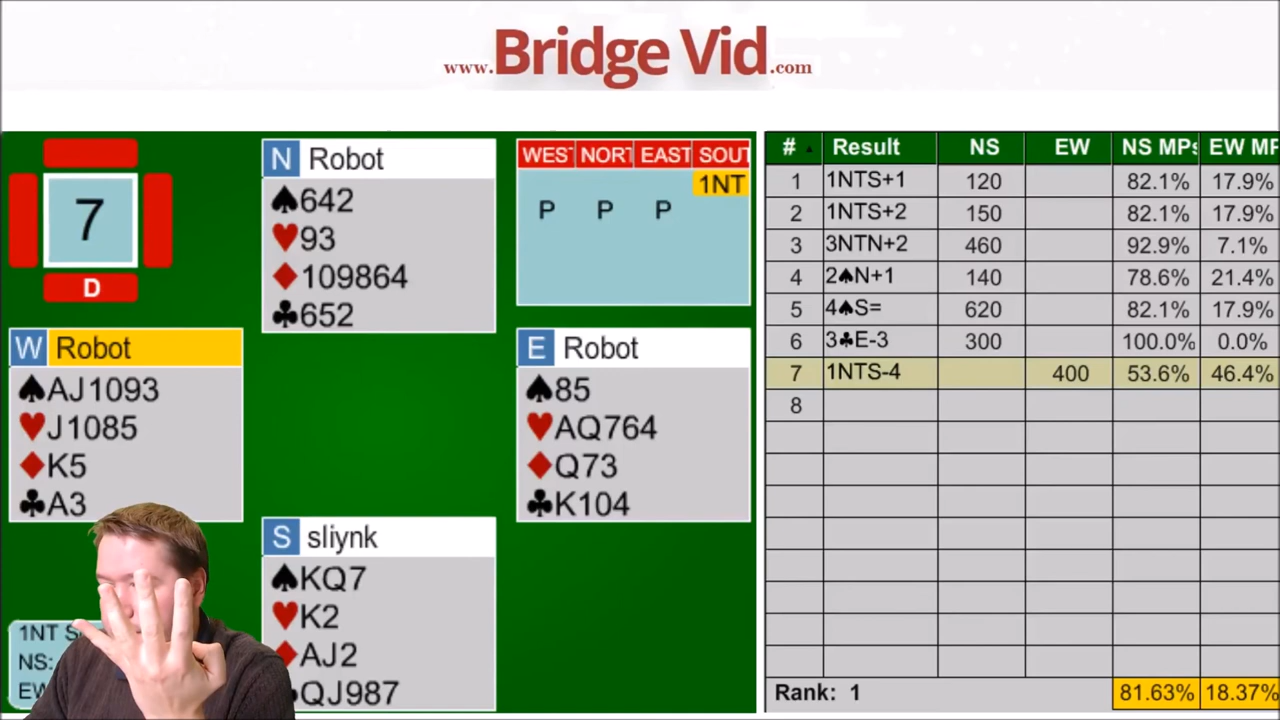 www.Bridge Vid.com
7
D
N Robot
♠642
♥93
♦109864
♣652
WEST NORT EAST SOUT
1NT
P P P
W Robot
♠AJ1093
♥J1085
♦K5
♣A3
E Robot
♠85
♥AQ764
♦Q73
♣K104
S sliynk
♠KQ7
♥K2
♦AJ2
QJ987
1NT S
NS:
EW
# Result NS EW NS MPs EW MP
1 1NTS+1 120 82.1% 17.9%
2 1NTS+2 150 82.1% 17.9%
3 3NTN+2 460 92.9% 7.1%
4 2♠N+1 140 78.6% 21.4%
5 4♠S= 620 82.1% 17.9%
6 3♣E-3 300 100.0% 0.0%
7 1NTS-4 400 53.6% 46.4%
8
Rank: 1 81.63% 18.37%